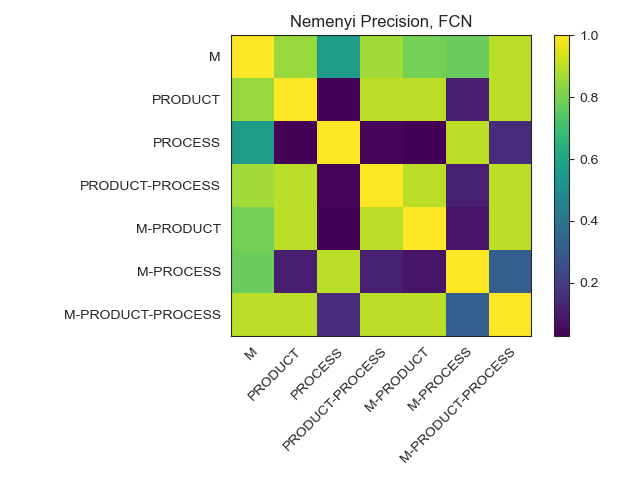 Nemenyi Precision, FCN
M
PRODUCT
PROCESS
PRODUCT-PROCESS
M-PRODUCT
M-PROCESS
M-PRODUCT-PROCESS
M
PRODUCT
PROCESS
PRODUCT-PROCESS
M-PRODUCT
M-PROCESS
M-PRODUCT-PROCESS
1.0
0.8
0.6
0.4
0.2